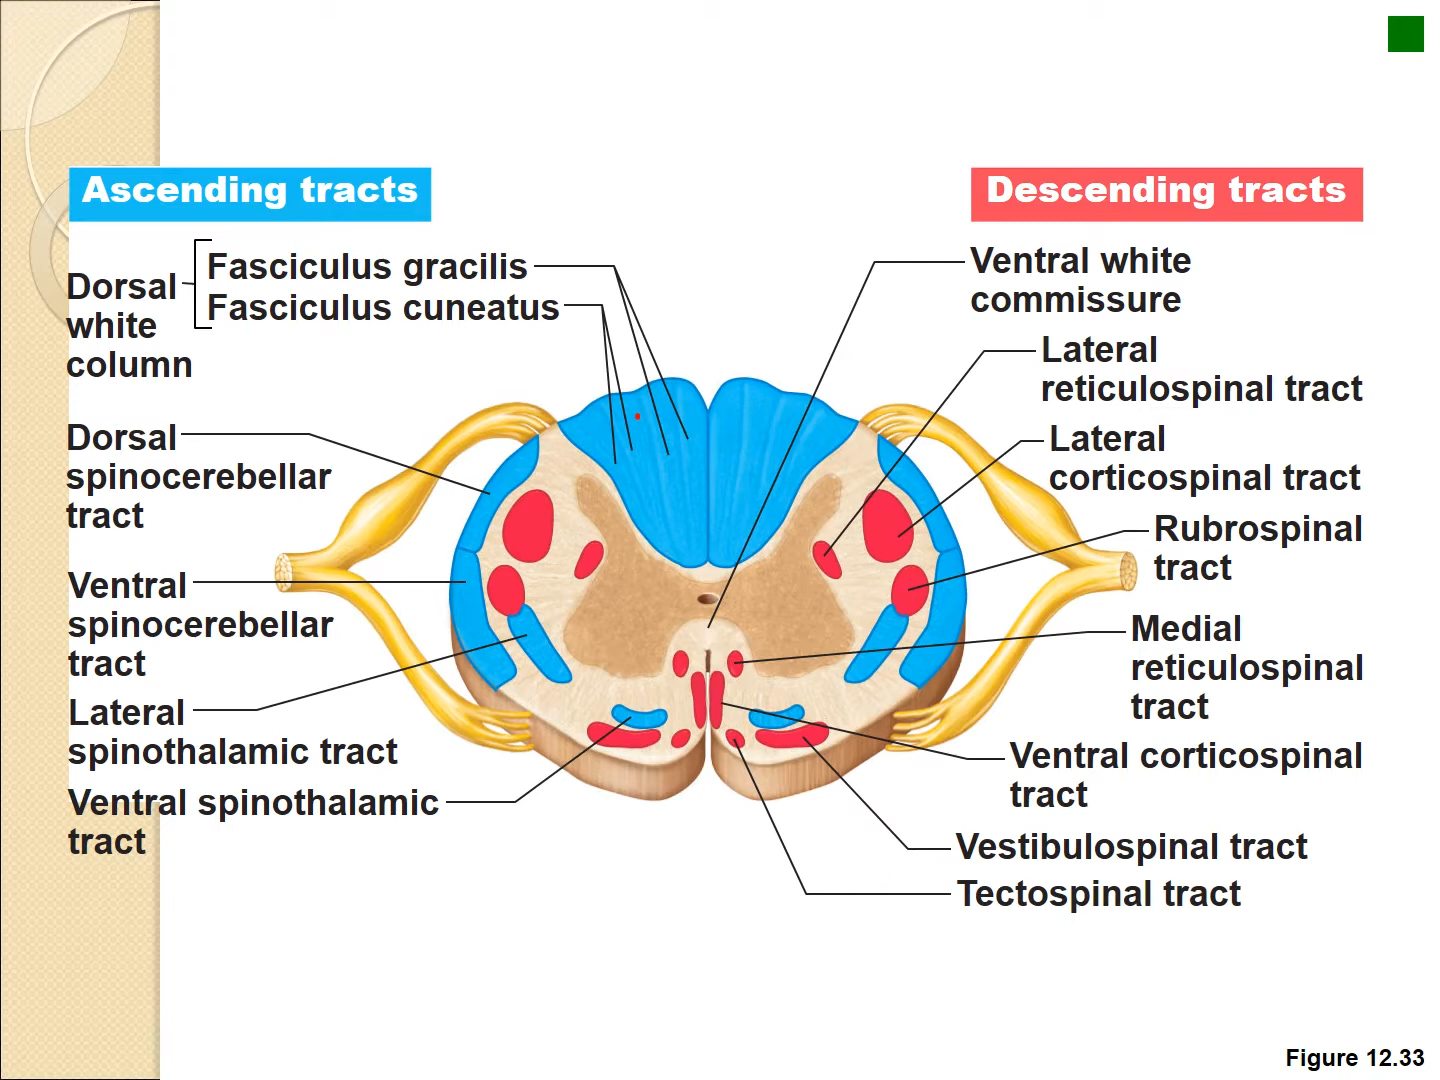 Ascending tracts
Dorsal
white
column
Fasciculus gracilis
Fasciculus cuneatus
Dorsal
spinocerebellar
tract
Ventral
spinocerebellar
tract
Lateral
spinothalamic tract
Ventral spinothalamic
tract
Descending tracts
Ventral white
commissure
Lateral
reticulospinal tract
Lateral
corticospinal tract
Rubrospinal
tract
Medial
reticulospinal
tract
Ventral corticospinal
tract
Vestibulospinal tract
Tectospinal tract
Figure 12.33